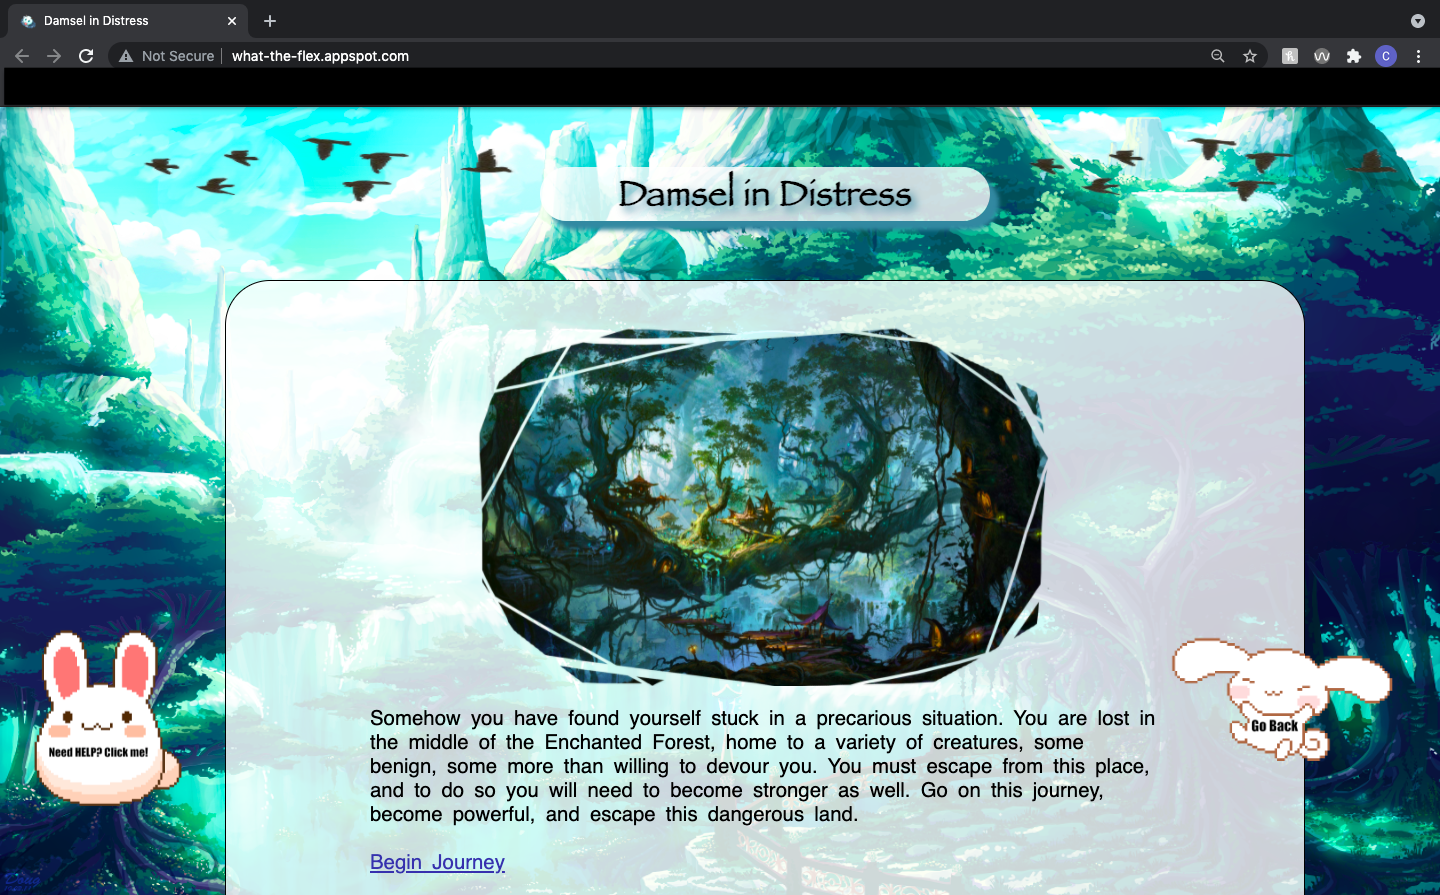 Damsel in Distress
Not Secure
what-the-flex.appspot.com
C
Damsel in Distress
Somehow you have found yourself stuck in a precarious situation. You are lost in
the middle of the Enchanted Forest, home to a variety of creatures, some
benign, some more than willing to devour you. You must escape from this place,
and to do so you will need to become stronger as well. Go on this journey,
become powerful, and escape this dangerous land.
Begin Journey
Need HELP? Click me!
Go Back